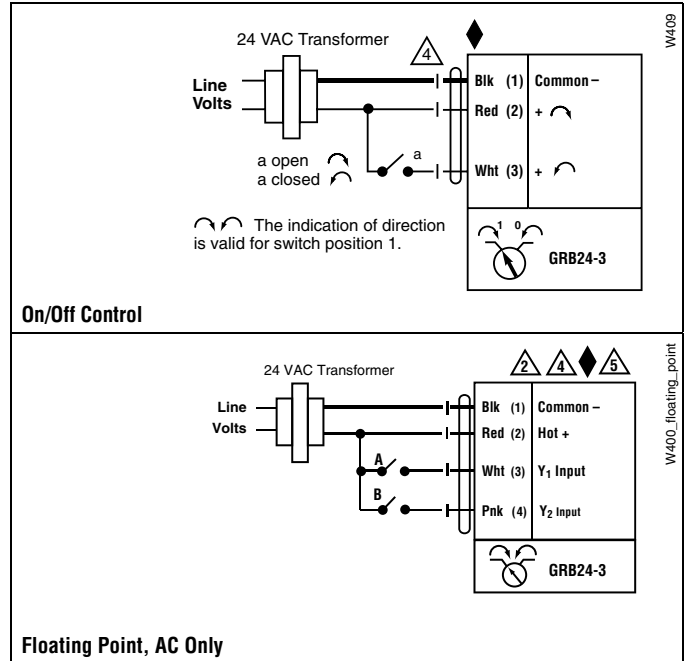 W409
24 VAC Transformer
4
Line
Volts
Blk (1) Common –
Red (2) +
a
Wht (3) +
a open
a closed
The indication of direction
is valid for switch position 1.
1 0
GRB24-3
On/Off Control
W400_floating_point
24 VAC Transformer
2 4 5
Line
Volts
Blk (1) Common –
Red (2) Hot +
A
Wht (3) Y₁ Input
B
Pnk (4) Y₂ Input
GRB24-3
Floating Point, AC Only